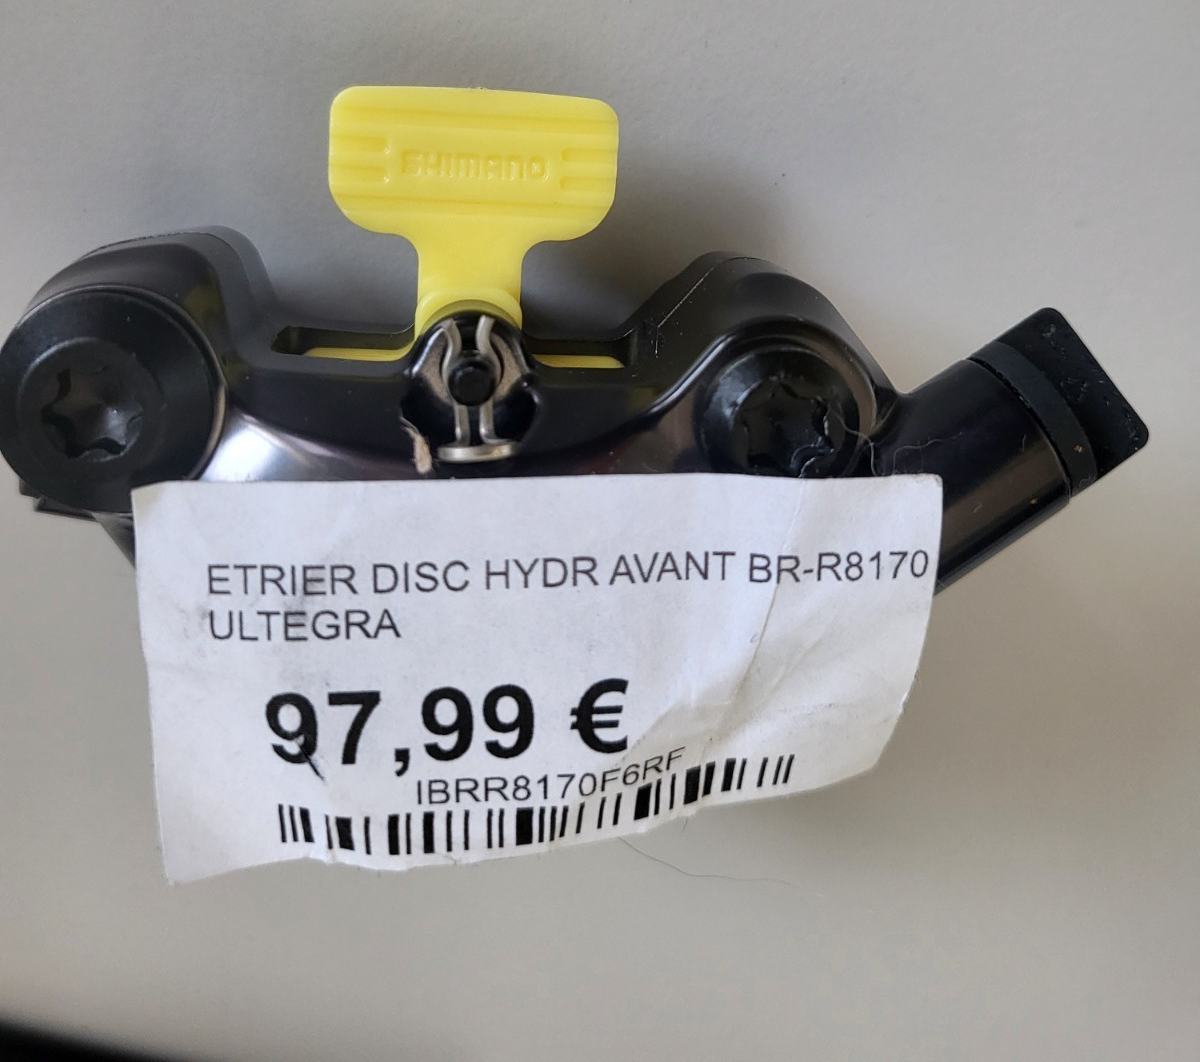 SHIMANO
ETRIER DISC HYDR AVANT BR-R8170
ULTEGRA
97,99 €
IBRR8170F6RF